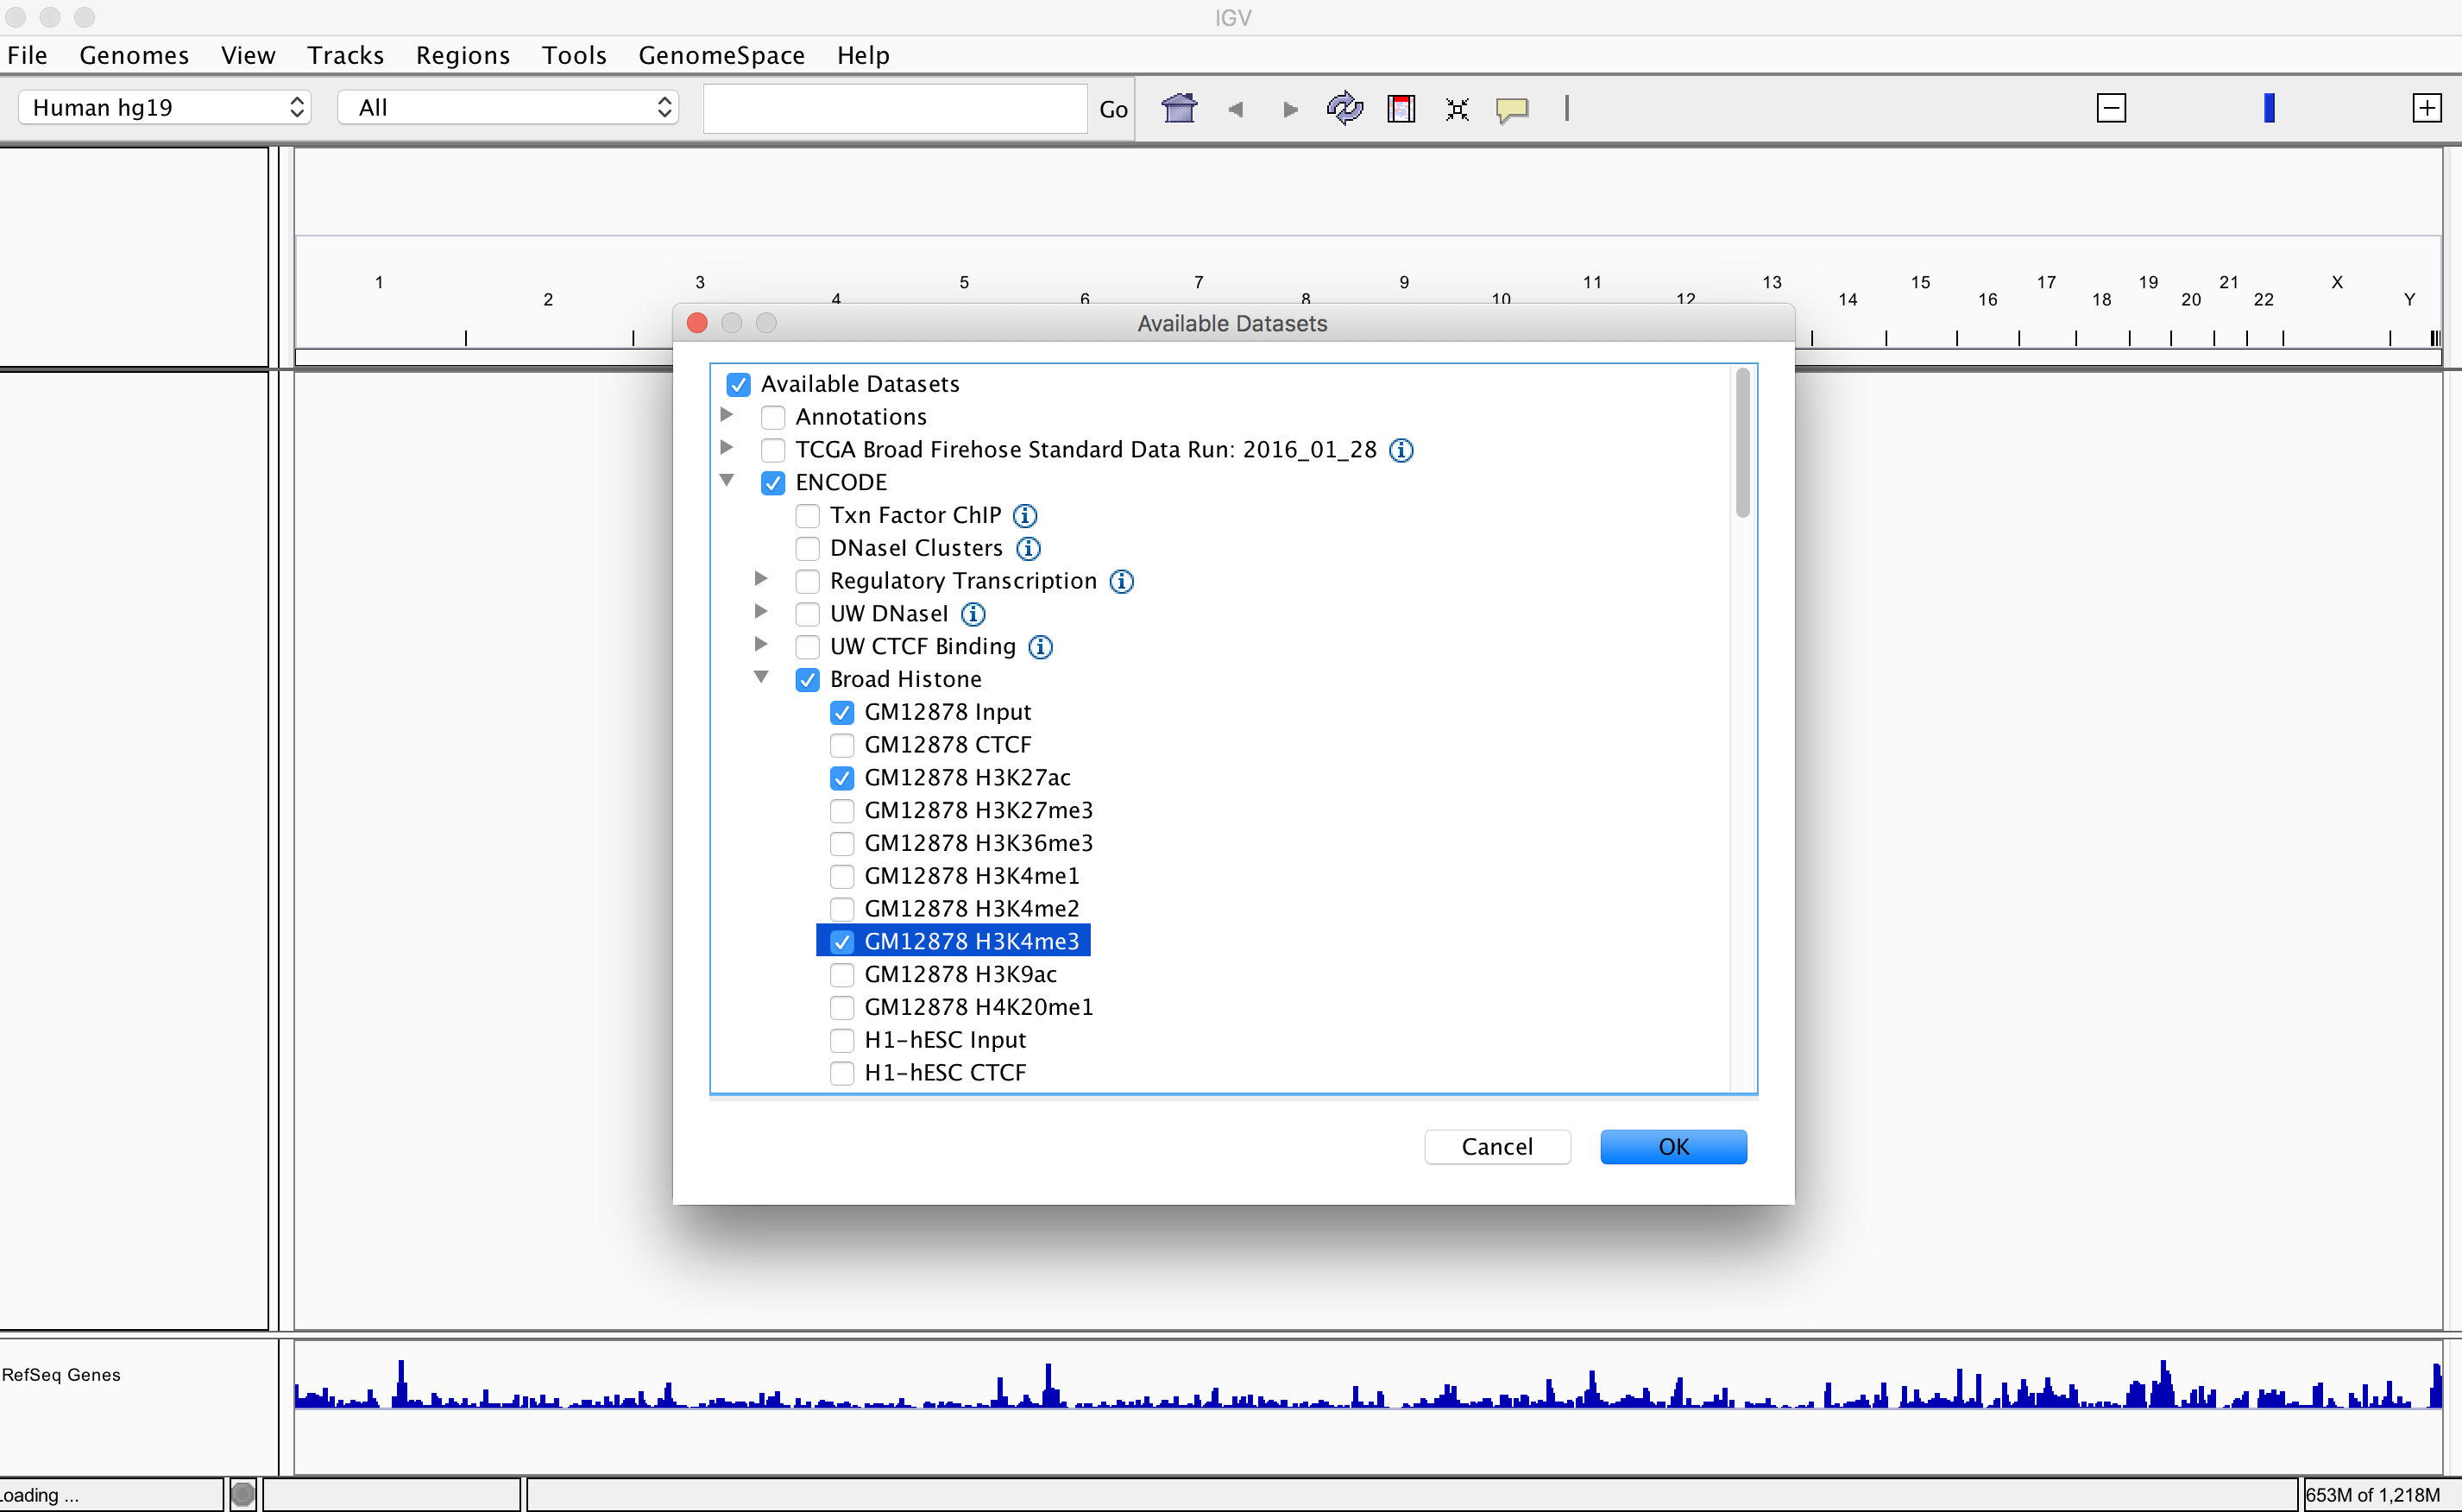 IGV
File Genomes View Tracks Regions Tools GenomeSpace Help
Human hg19 All Go
1 3 5 7 9 11 13 15 17 19 21 X
2 4 6 8 10 12 14 16 18 20 22 Y
Available Datasets
Available Datasets
Annotations
TCGA Broad Firehose Standard Data Run: 2016_01_28
ENCODE
Txn Factor ChIP
DNaseI Clusters
Regulatory Transcription
UW DNaseI
UW CTCF Binding
Broad Histone
GM12878 Input
GM12878 CTCF
GM12878 H3K27ac
GM12878 H3K27me3
GM12878 H3K36me3
GM12878 H3K4me1
GM12878 H3K4me2
GM12878 H3K4me3
GM12878 H3K9ac
GM12878 H4K20me1
H1-hESC Input
H1-hESC CTCF
Cancel OK
RefSeq Genes
Loading ... 653M of 1,218M